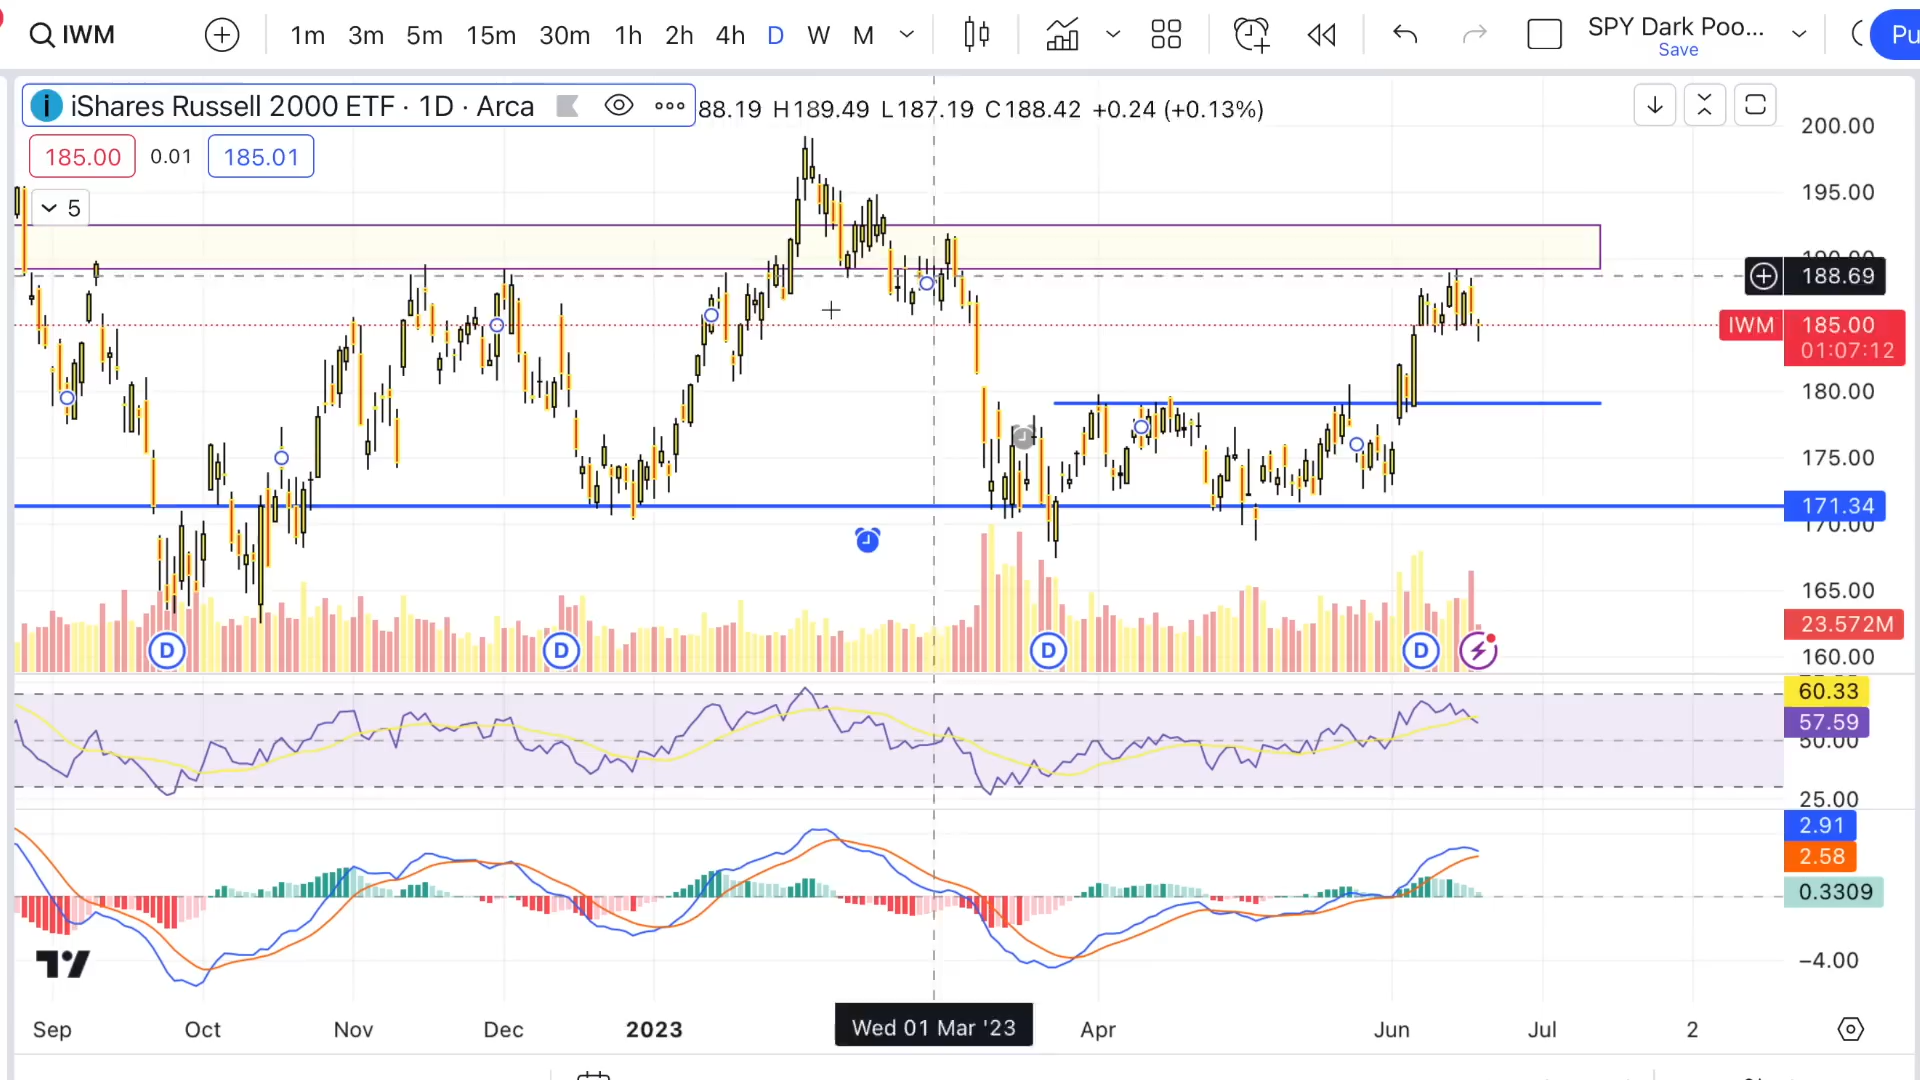 IWM
1m 3m 5m 15m 30m 1h 2h 4h D W M
SPY Dark Poo...
Save
Pu
iShares Russell 2000 ETF · 1D · Arca
88.19 H189.49 L187.19 C188.42 +0.24 (+0.13%)
185.00 0.01 185.01
5
200.00
195.00
188.69
IWM 185.00
01:07:12
180.00
175.00
171.34
170.00
165.00
23.572M
160.00
D D D D
60.33
57.59
50.00
25.00
2.91
2.58
0.3309
−4.00
Sep Oct Nov Dec 2023 Wed 01 Mar '23 Apr Jun Jul 2